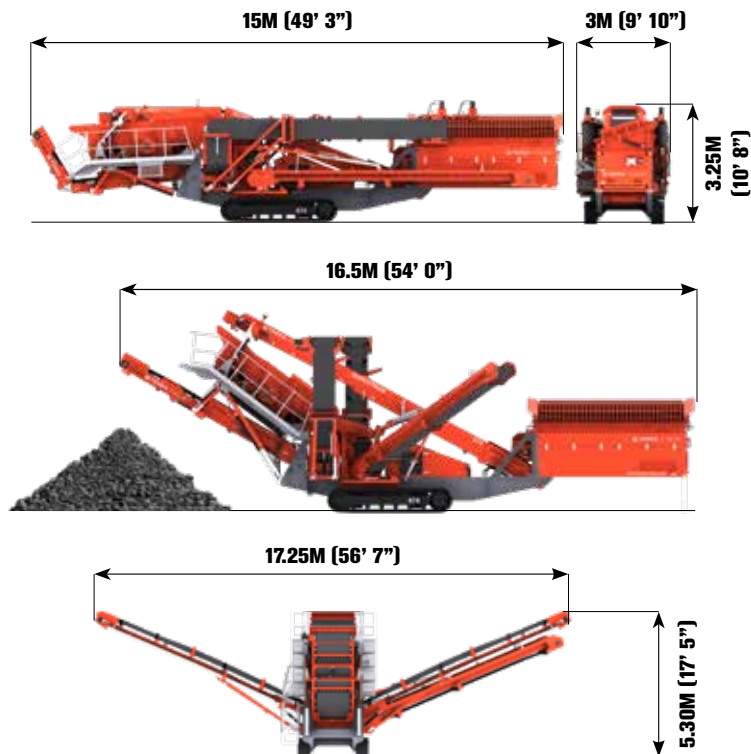 15M (49’ 3”)
3M (9’ 10”)
3.25M
(10’ 8”)
16.5M (54’ 0”)
17.25M (56’ 7”)
5.30M (17’ 5”)